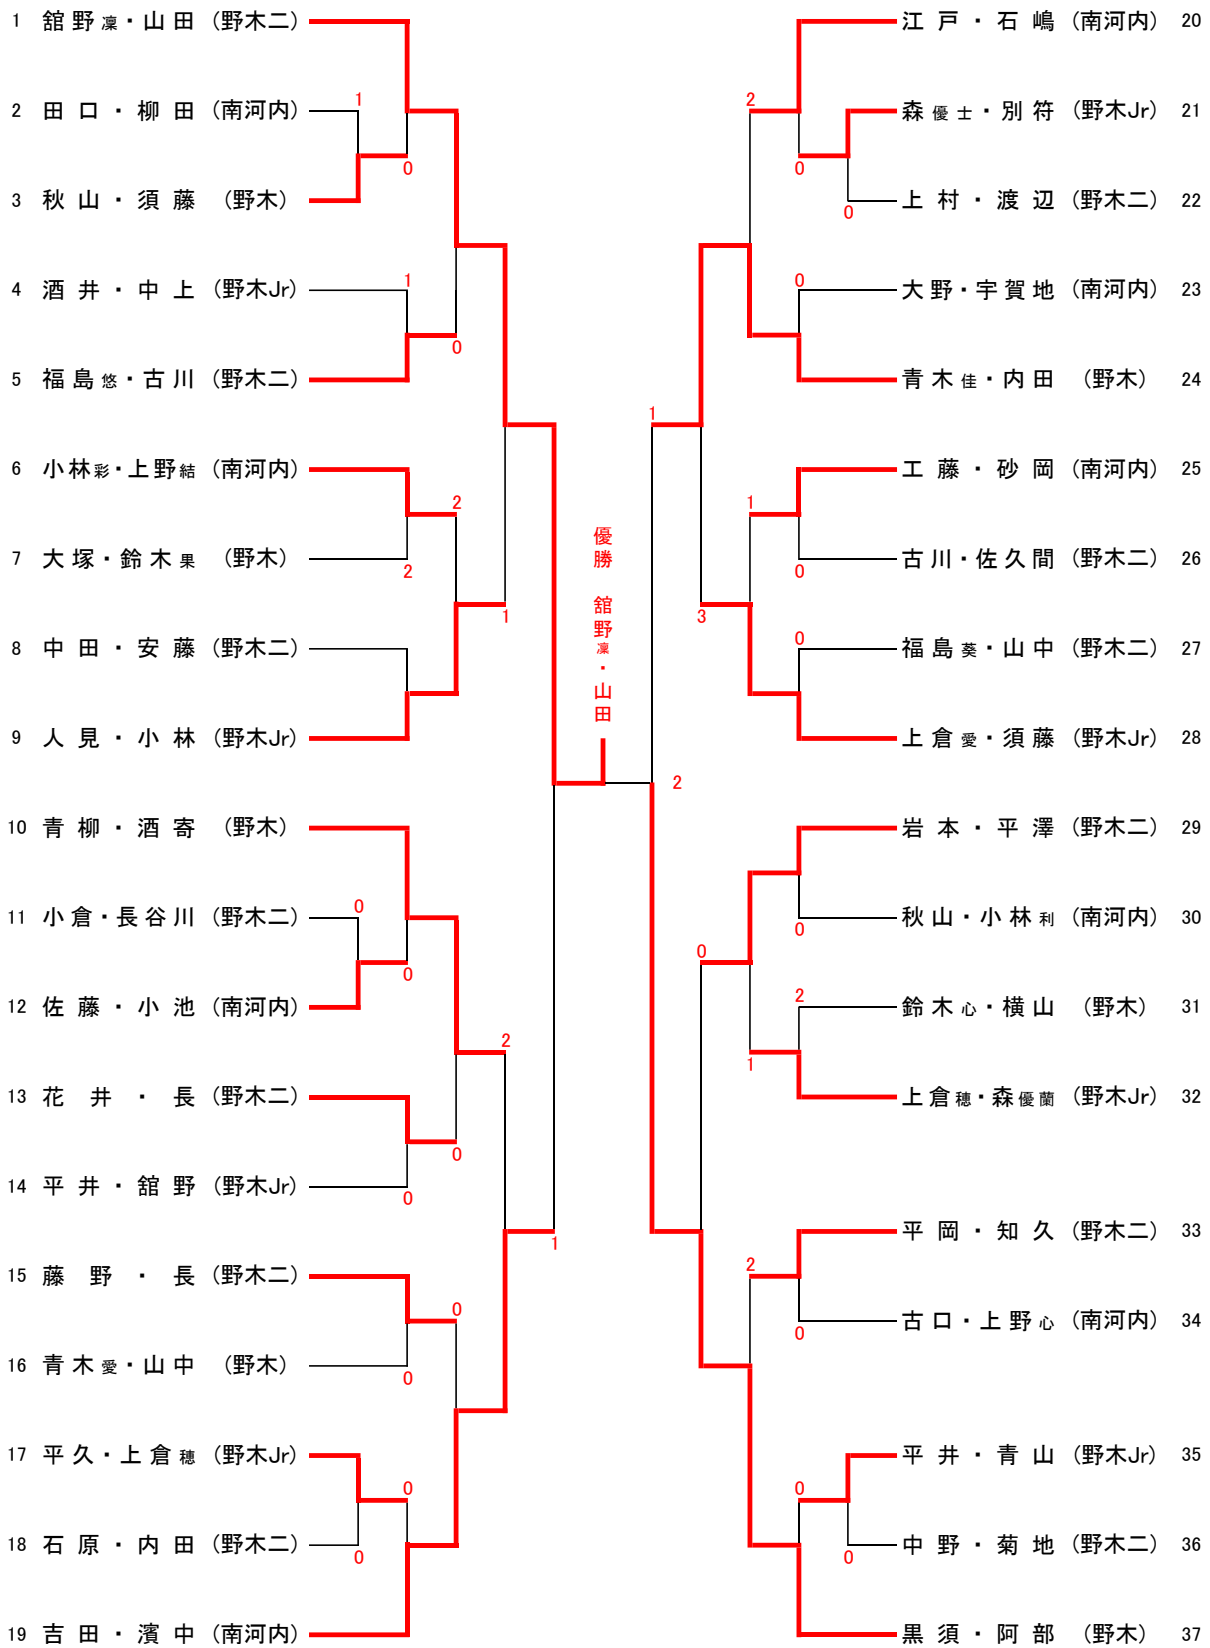 1 舘野凜・山田 (野木二)
1
2 田口・柳田 (南河内)
0
3 秋山・須藤 (野木)
1
4 酒井・中上 (野木Jr)
0
5 福島悠・古川 (野木二)
6 小林彩・上野結 (南河内)
2
7 大塚・鈴木果 (野木)
2
1
8 中田・安藤 (野木二)
9 人見・小林 (野木Jr)
10 青柳・酒寄 (野木)
0
11 小倉・長谷川 (野木二)
0
12 佐藤・小池 (南河内)
2
13 花井・長 (野木二)
0
14 平井・舘野 (野木Jr)
0
1
15 藤野・長 (野木二)
0
16 青木愛・山中 (野木)
0
17 平久・上倉穂 (野木Jr)
0
18 石原・内田 (野木二)
0
19 吉田・濱中 (南河内)
優勝 舘野凜・山田
2
江戸・石嶋 (南河内) 20
2
森優士・別符 (野木Jr) 21
0
上村・渡辺 (野木二) 22
0
0
大野・宇賀地 (南河内) 23
青木佳・内田 (野木) 24
1
工藤・砂岡 (南河内) 25
1
古川・佐久間 (野木二) 26
0
3
0
福島葵・山中 (野木二) 27
上倉愛・須藤 (野木Jr) 28
岩本・平澤 (野木二) 29
秋山・小林利 (南河内) 30
0
0
2
鈴木心・横山 (野木) 31
1
上倉穂・森優蘭 (野木Jr) 32
平岡・知久 (野木二) 33
2
古口・上野心 (南河内) 34
0
平井・青山 (野木Jr) 35
0
中野・菊地 (野木二) 36
0
黒須・阿部 (野木) 37